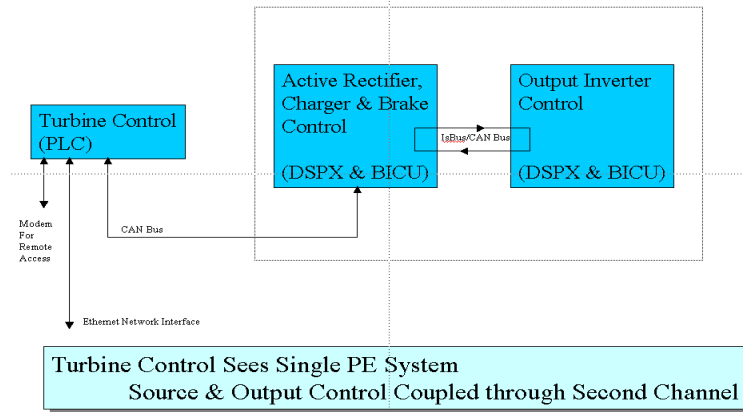 Turbine Control
(PLC)
Active Rectifier,
Charger & Brake
Control
(DSPX & BICU)
Output Inverter
Control
(DSPX & BICU)
IsBus/CAN Bus
Modem
For
Remote
Access
CAN Bus
Ethernet Network Interface
Turbine Control Sees Single PE System
Source & Output Control Coupled through Second Channel